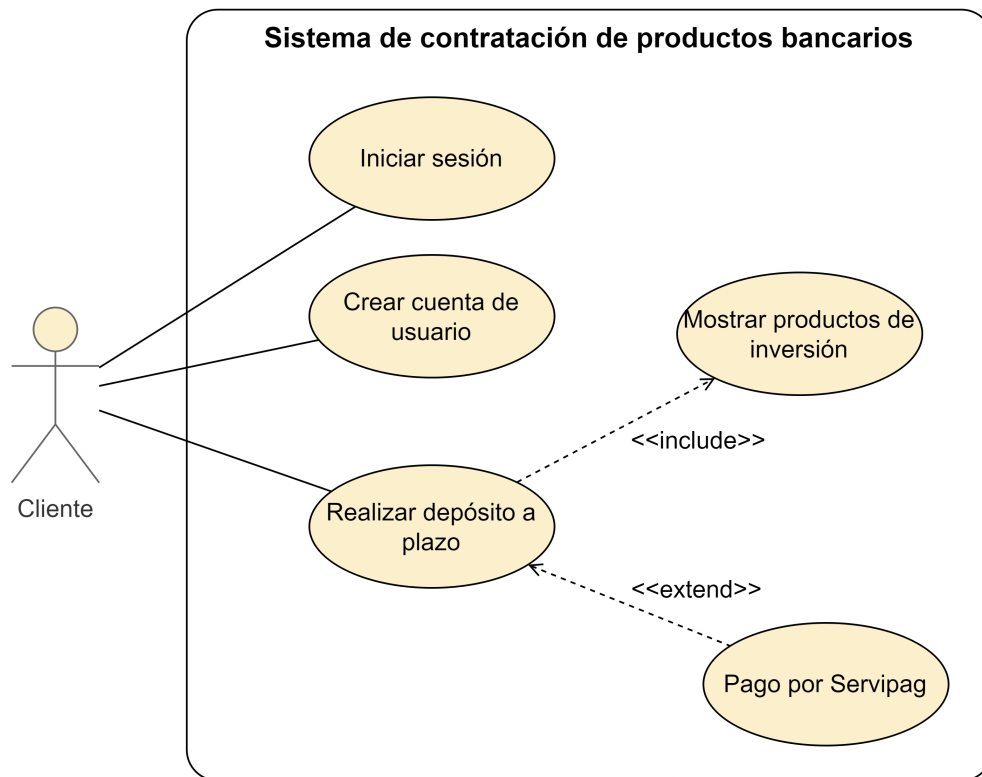 Sistema de contratación de productos bancarios
Iniciar sesión
Crear cuenta de
usuario
Mostrar productos de
inversión
<<include>>
Cliente
Realizar depósito a
plazo
<<extend>>
Pago por Servipag